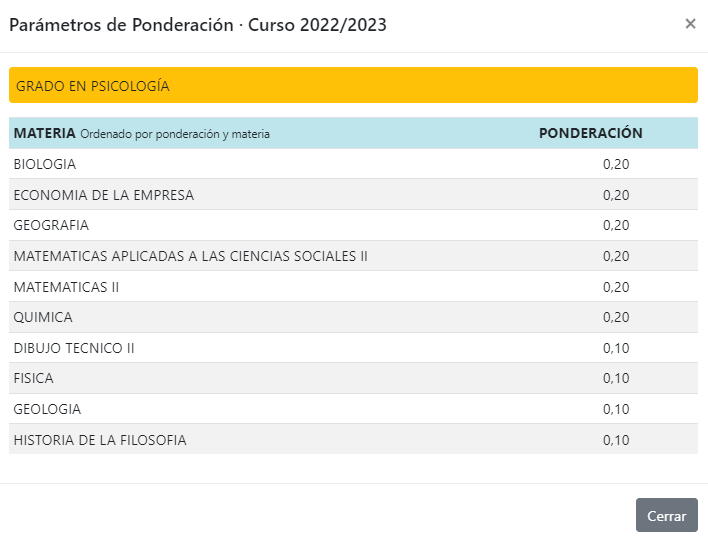 Parámetros de Ponderación · Curso 2022/2023 ×
GRADO EN PSICOLOGÍA
MATERIA Ordenado por ponderación y materia PONDERACIÓN
BIOLOGIA 0,20
ECONOMIA DE LA EMPRESA 0,20
GEOGRAFIA 0,20
MATEMATICAS APLICADAS A LAS CIENCIAS SOCIALES II 0,20
MATEMATICAS II 0,20
QUIMICA 0,20
DIBUJO TECNICO II 0,10
FISICA 0,10
GEOLOGIA 0,10
HISTORIA DE LA FILOSOFIA 0,10
Cerrar